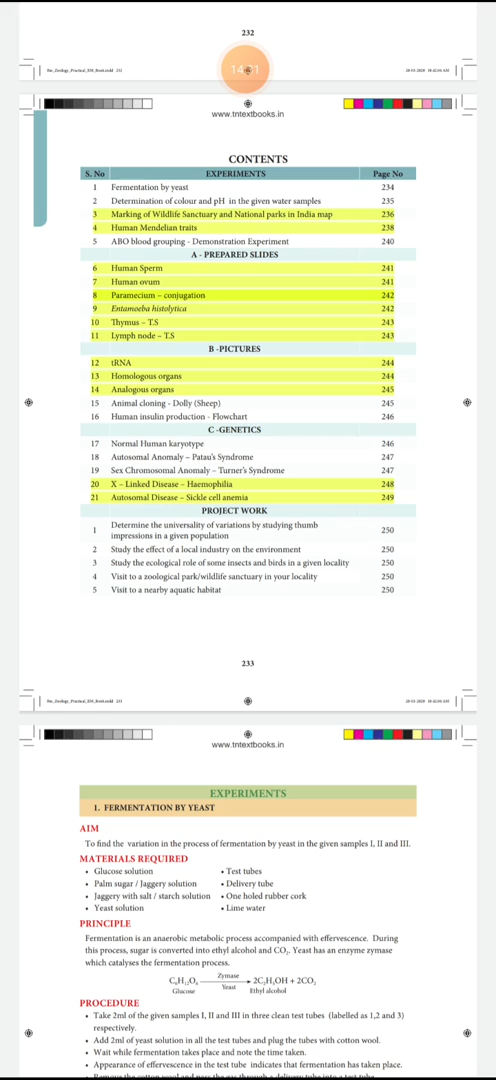 232
14:21
www.tntextbooks.in
CONTENTS
S. No EXPERIMENTS Page No
1 Fermentation by yeast 234
2 Determination of colour and pH in the given water samples 235
3 Marking of Wildlife Sanctuary and National parks in India map 236
4 Human Mendelian traits 238
5 ABO blood grouping - Demonstration Experiment 240
A - PREPARED SLIDES
6 Human Sperm 241
7 Human ovum 241
8 Paramecium – conjugation 242
9 Entamoeba histolytica 242
10 Thymus – T.S 243
11 Lymph node – T.S 243
B -PICTURES
12 tRNA 244
13 Homologous organs 244
14 Analogous organs 245
15 Animal cloning - Dolly (Sheep) 245
16 Human insulin production - Flowchart 246
C -GENETICS
17 Normal Human karyotype 246
18 Autosomal Anomaly – Patau's Syndrome 247
19 Sex Chromosomal Anomaly – Turner's Syndrome 247
20 X – Linked Disease – Haemophilia 248
21 Autosomal Disease – Sickle cell anemia 249
PROJECT WORK
1 Determine the universality of variations by studying thumb impressions in a given population 250
2 Study the effect of a local industry on the environment 250
3 Study the ecological role of some insects and birds in a given locality 250
4 Visit to a zoological park/wildlife sanctuary in your locality 250
5 Visit to a nearby aquatic habitat 250
233
www.tntextbooks.in
EXPERIMENTS
1. FERMENTATION BY YEAST
AIM
To find the variation in the process of fermentation by yeast in the given samples I, II and III.
MATERIALS REQUIRED
• Glucose solution • Test tubes
• Palm sugar / Jaggery solution • Delivery tube
• Jaggery with salt / starch solution • One holed rubber cork
• Yeast solution • Lime water
PRINCIPLE
Fermentation is an anaerobic metabolic process accompanied with effervescence. During
this process, sugar is converted into ethyl alcohol and CO₂. Yeast has an enzyme zymase
which catalyses the fermentation process.
C₆H₁₂O₆ Zymase → 2C₂H₅OH + 2CO₂
Glucose Yeast Ethyl alcohol
PROCEDURE
• Take 2ml of the given samples I, II and III in three clean test tubes (labelled as 1,2 and 3)
respectively.
• Add 2ml of yeast solution in all the test tubes and plug the tubes with cotton wool.
• Wait while fermentation takes place and note the time taken.
• Appearance of effervescence in the test tube indicates that fermentation has taken place.
• Remove the cotton wool and pass the gas through a delivery tube into a test tube